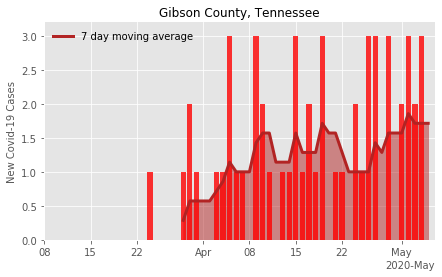 Gibson County, Tennessee
7 day moving average
New Covid-19 Cases
3.0
2.5
2.0
1.5
1.0
0.5
0.0
08 15 22 Apr 08 15 22 May
2020-May